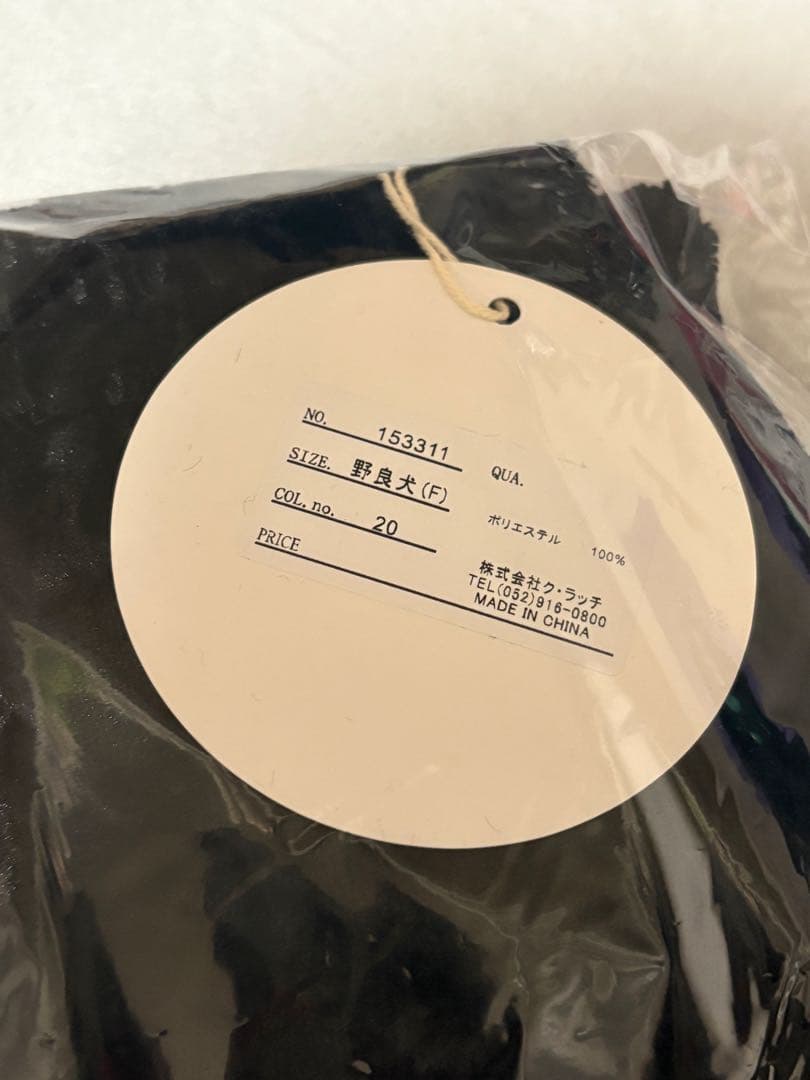 NO. 153311
SIZE. 野良犬(F)
COL. no. 20
PRICE
QUA.
ポリエステル 100%
株式会社ク・ラッチ
TEL(052)916-0800
MADE IN CHINA